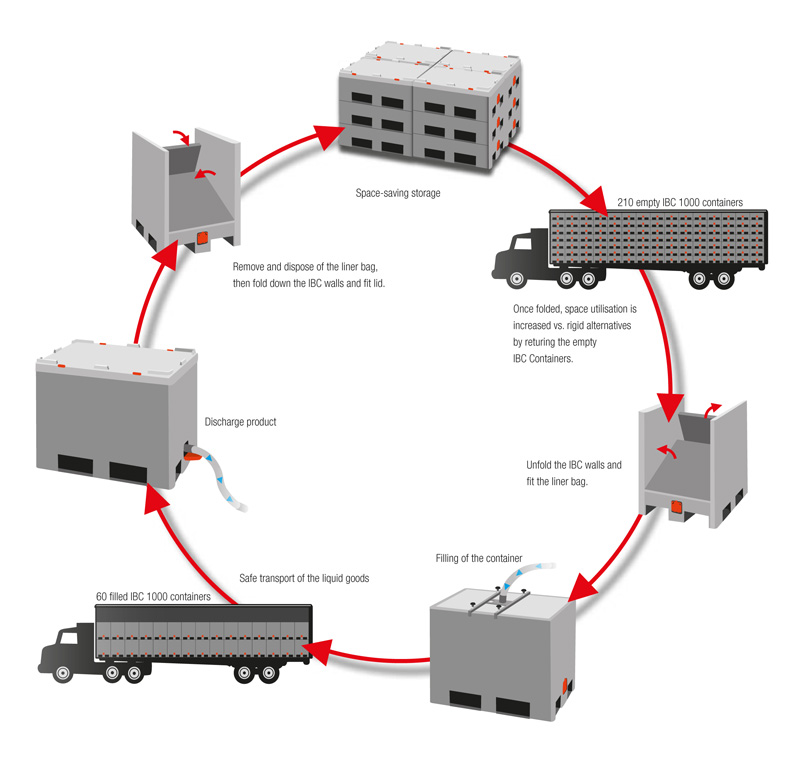 Space-saving storage
210 empty IBC 1000 containers
Remove and dispose of the liner bag,
then fold down the IBC walls and fit lid.
Once folded, space utilisation is
increased vs. rigid alternatives
by returing the empty
IBC Containers.
Discharge product
Unfold the IBC walls and
fit the liner bag.
Filling of the container
Safe transport of the liquid goods
60 filled IBC 1000 containers